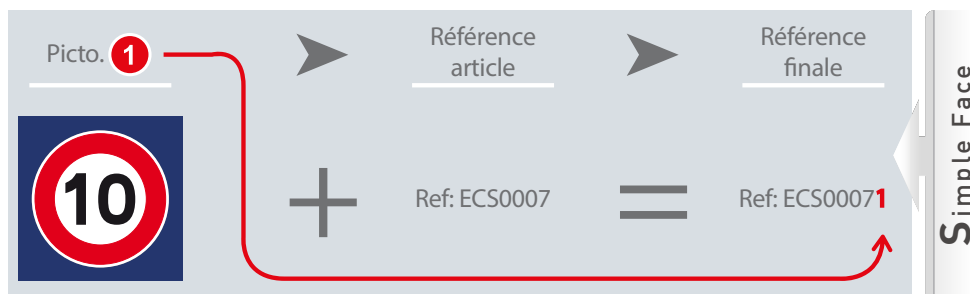 Picto. 1
Référence
article
Référence
finale
10
Ref: ECS0007
Ref: ECS00071
Simple Face